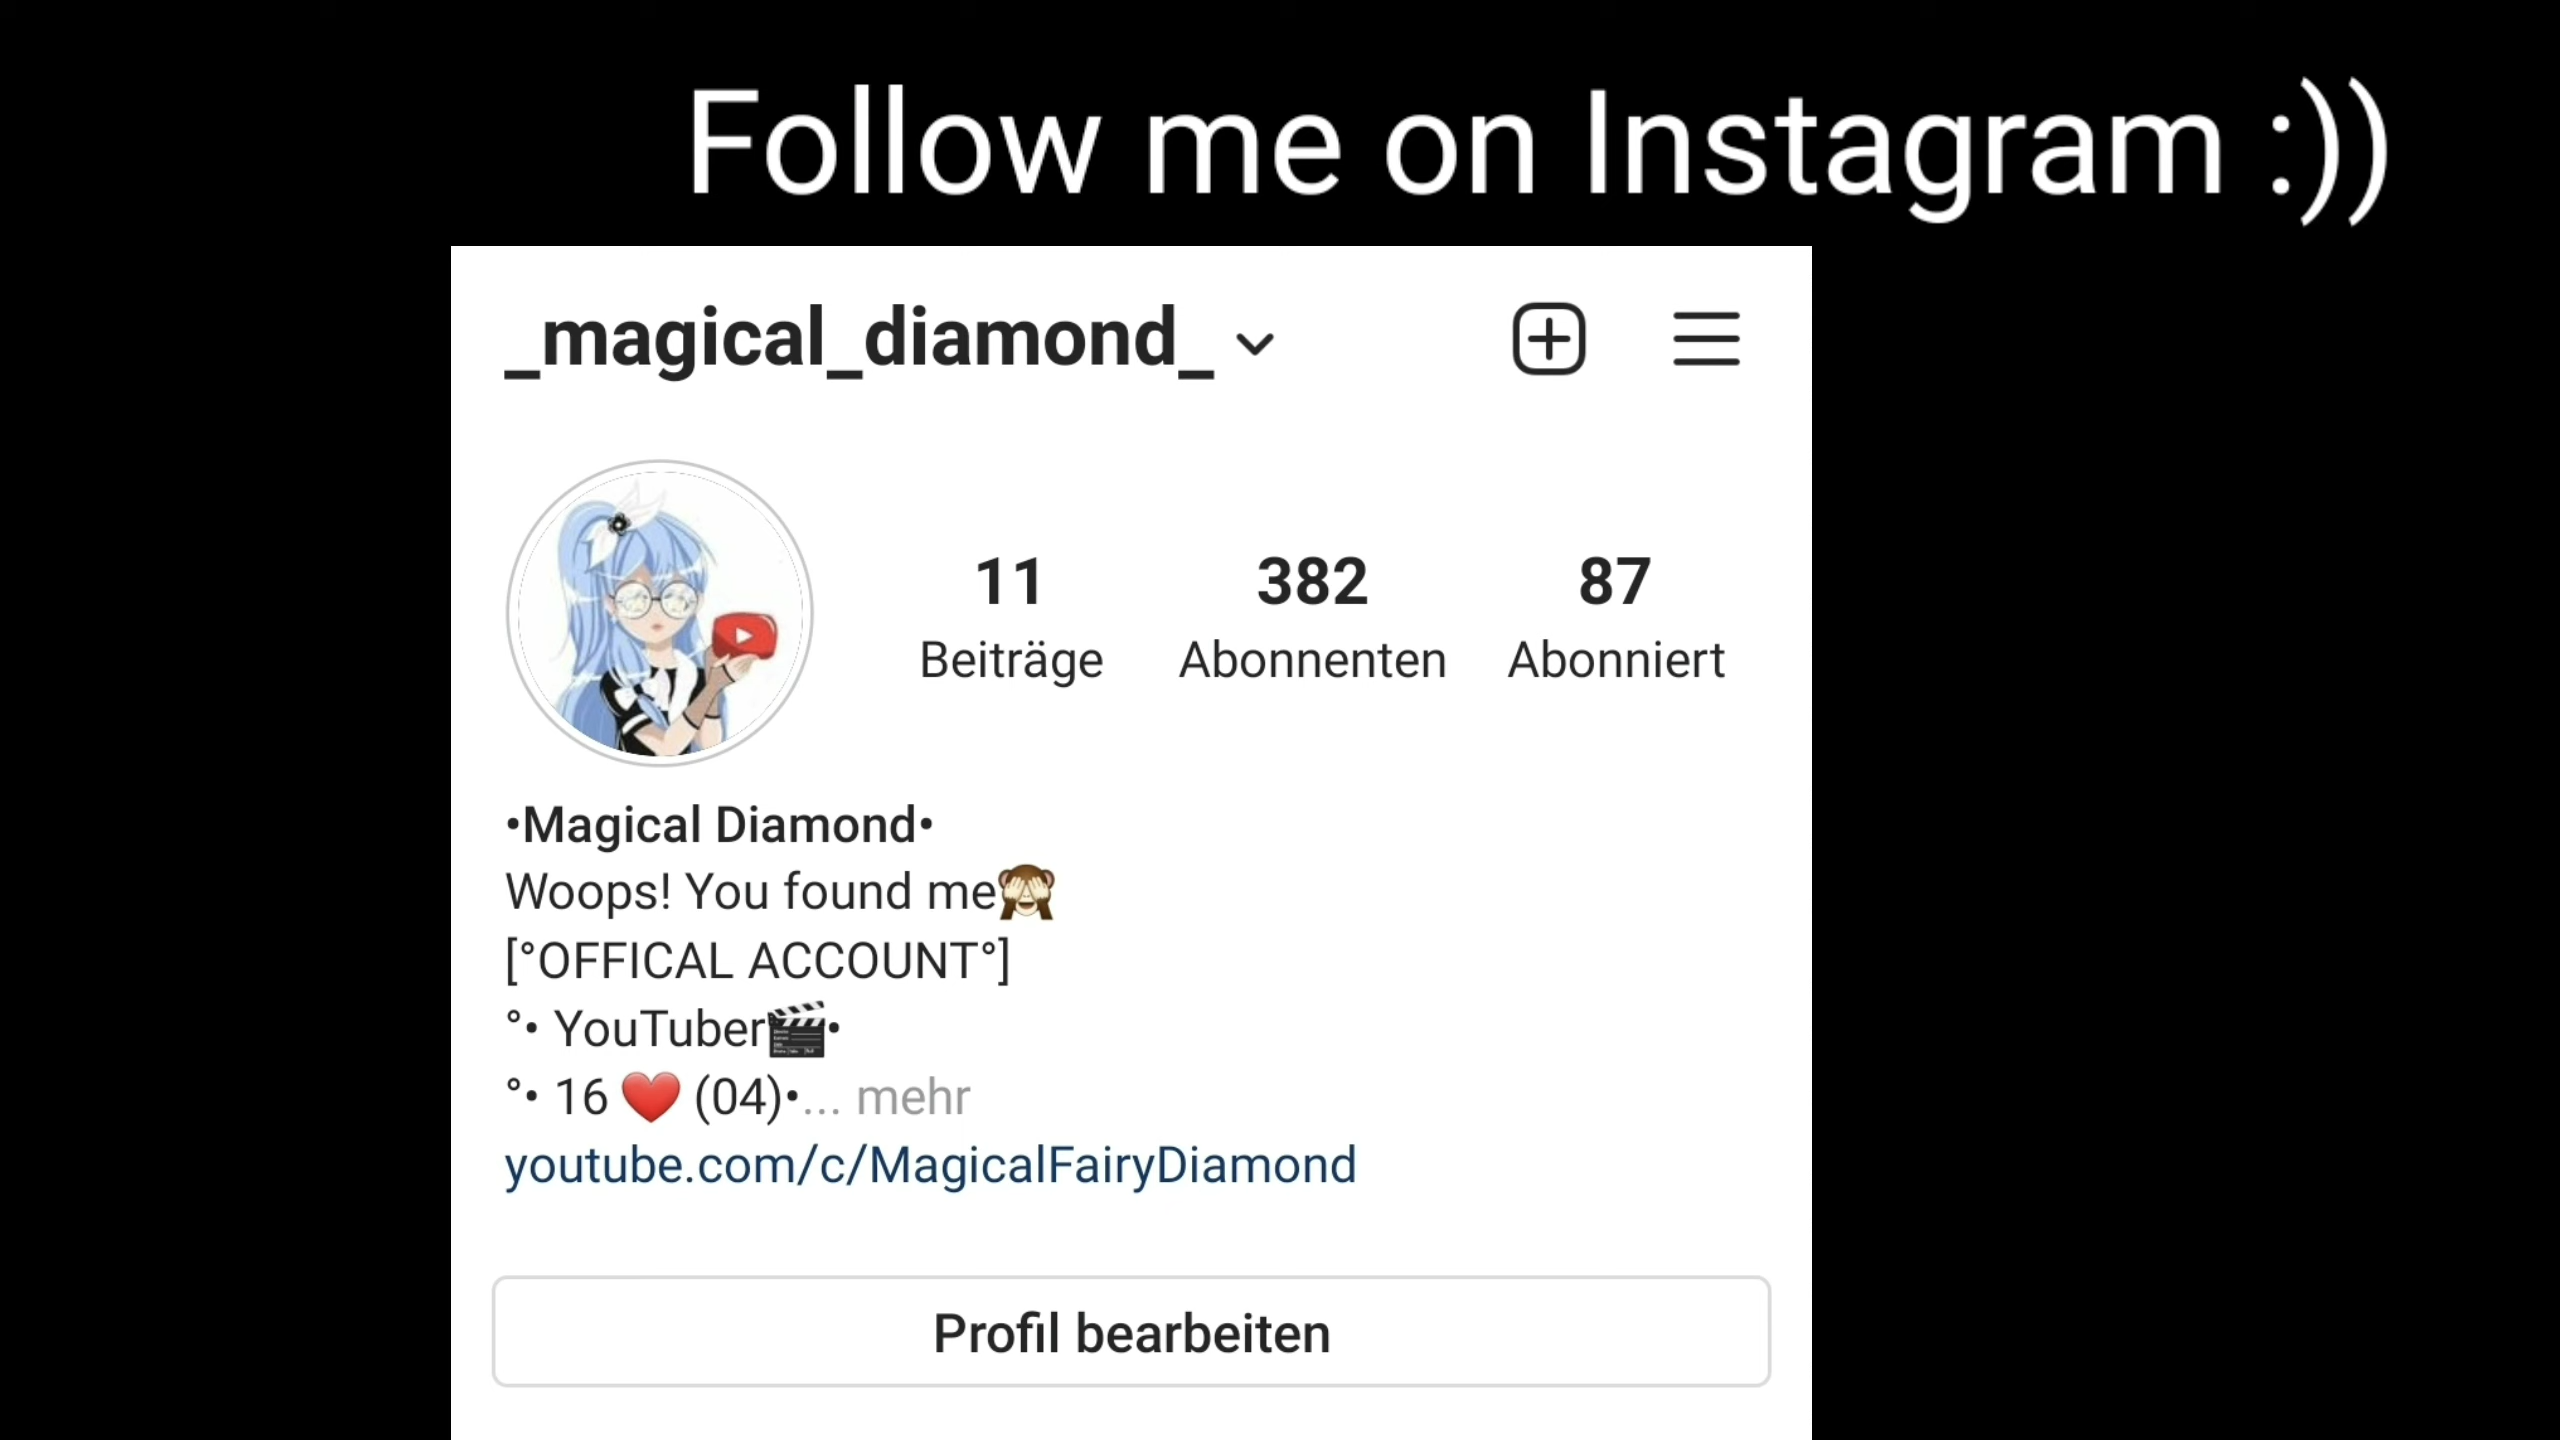 Follow me on Instagram :))
_magical_diamond_
11 382 87
Beiträge Abonnenten Abonniert
•Magical Diamond•
Woops! You found me🙈
[°OFFICAL ACCOUNT°]
°• YouTuber🎬•
°• 16 ❤️ (04)•... mehr
youtube.com/c/MagicalFairyDiamond
Profil bearbeiten